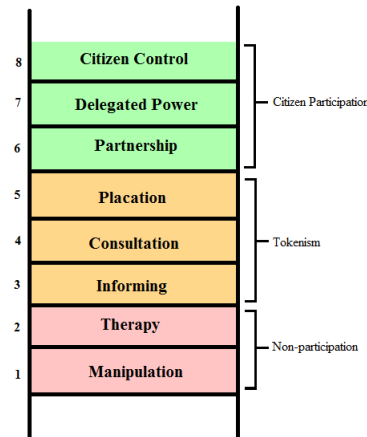 8 Citizen Control
7 Delegated Power
Citizen Participation
6 Partnership
5 Placation
4 Consultation
Tokenism
3 Informing
2 Therapy
Non-participation
1 Manipulation